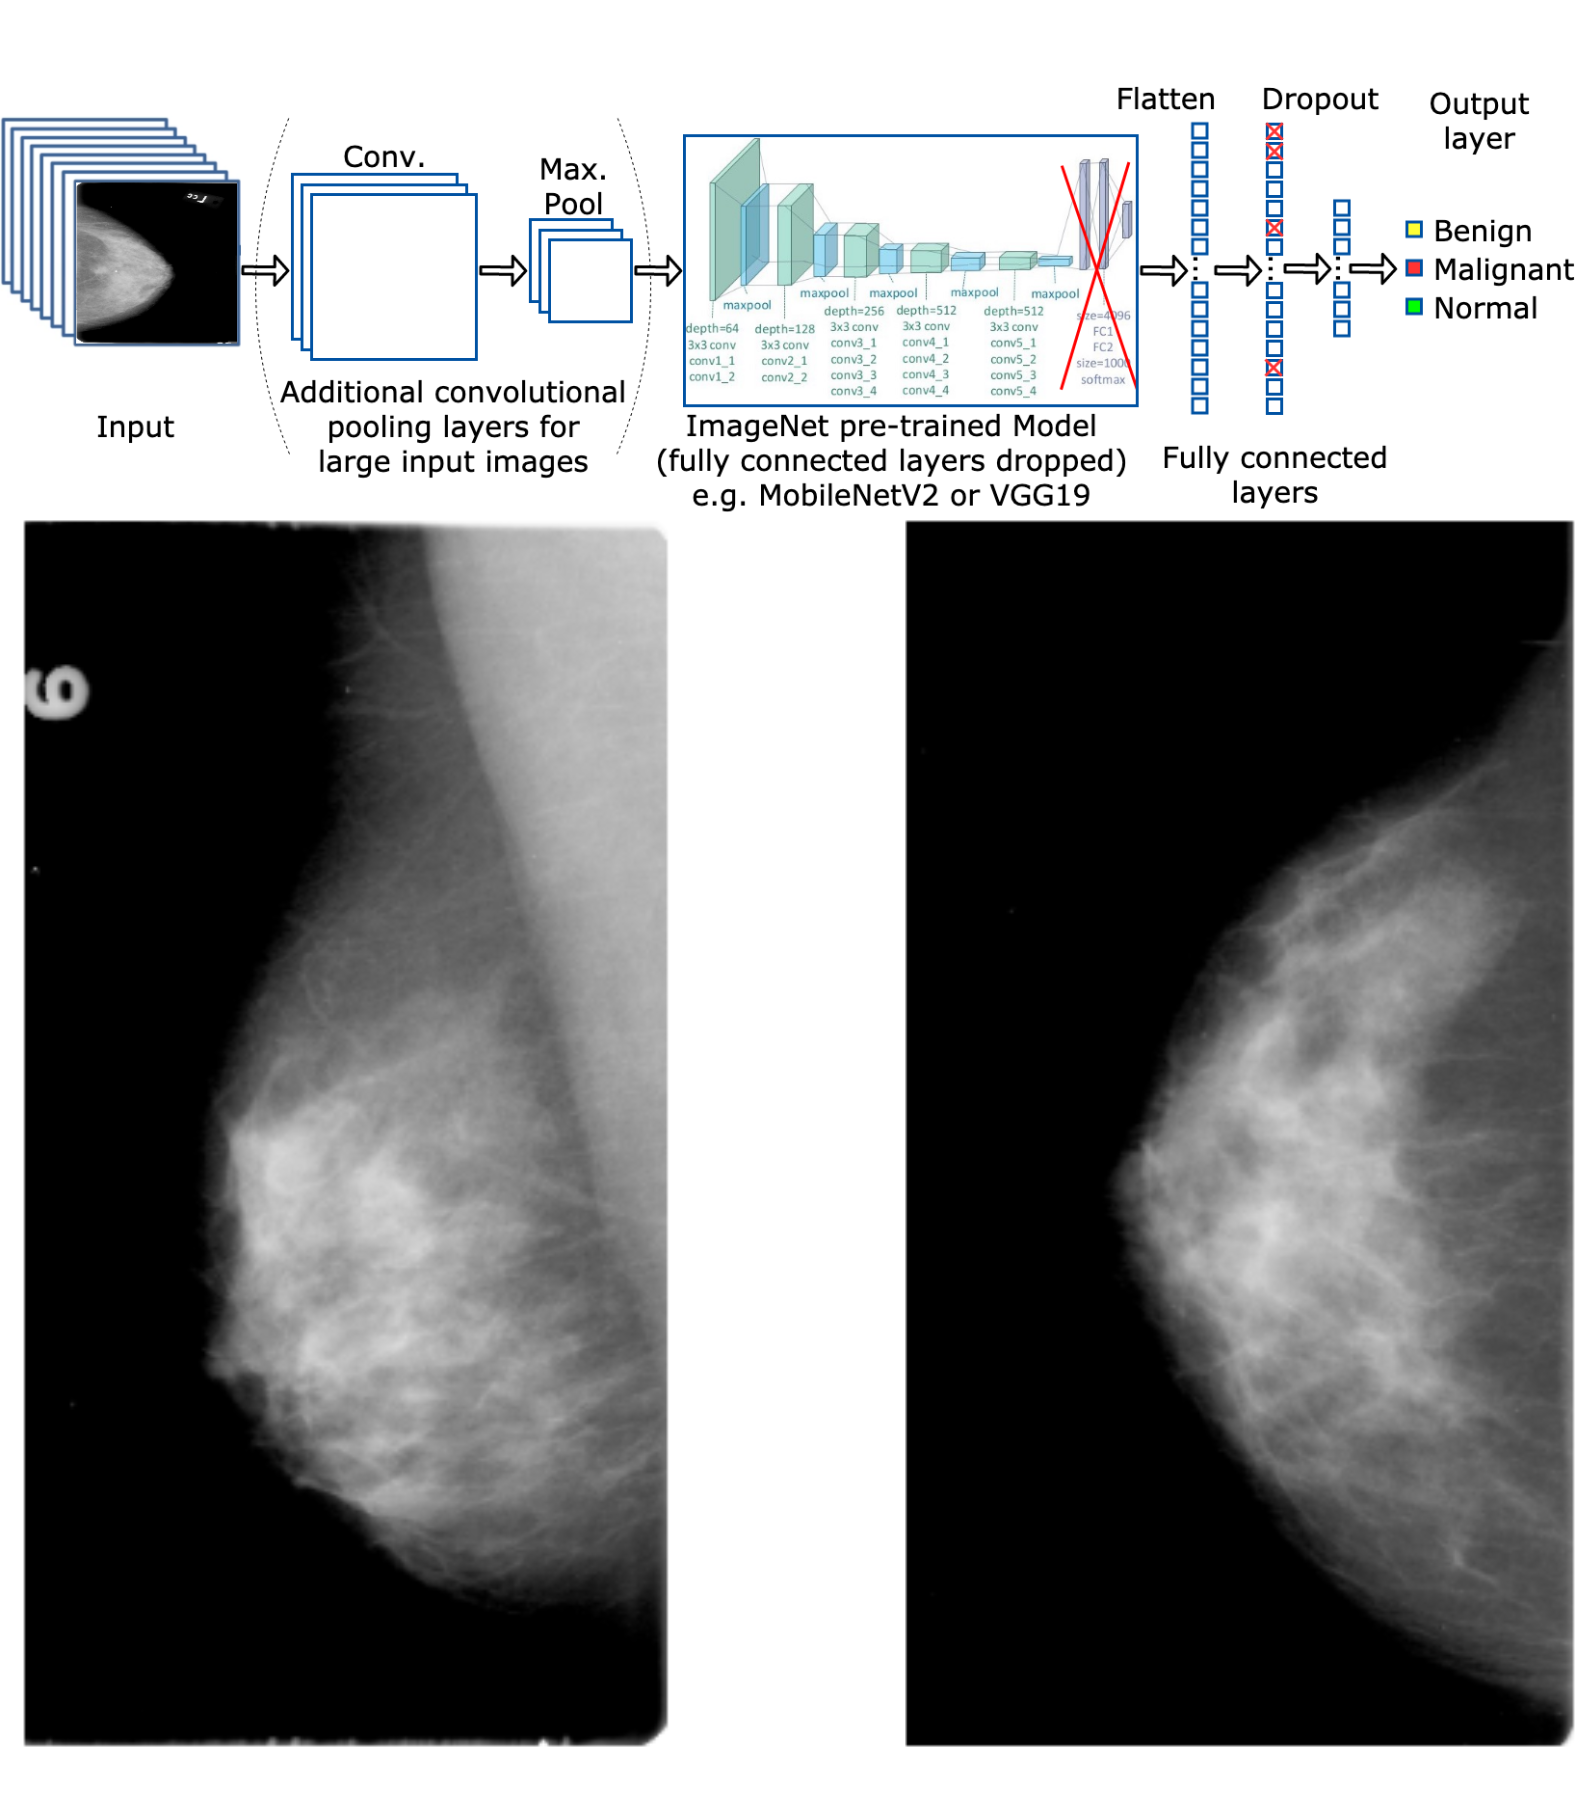 Flatten
Dropout
Output
layer
Conv.
Max.
Pool
Benign
Malignant
Normal
maxpool
maxpool
maxpool
maxpool
maxpool
depth=64
3x3 conv
conv1_1
conv1_2
depth=128
3x3 conv
conv2_1
conv2_2
depth=256
3x3 conv
conv3_1
conv3_2
conv3_3
conv3_4
depth=512
3x3 conv
conv4_1
conv4_2
conv4_3
conv4_4
depth=512
3x3 conv
conv5_1
conv5_2
conv5_3
conv5_4
size=4096
FC1
FC2
size=1000
softmax
Input
Additional convolutional
pooling layers for
large input images
ImageNet pre-trained Model
(fully connected layers dropped)
e.g. MobileNetV2 or VGG19
Fully connected
layers